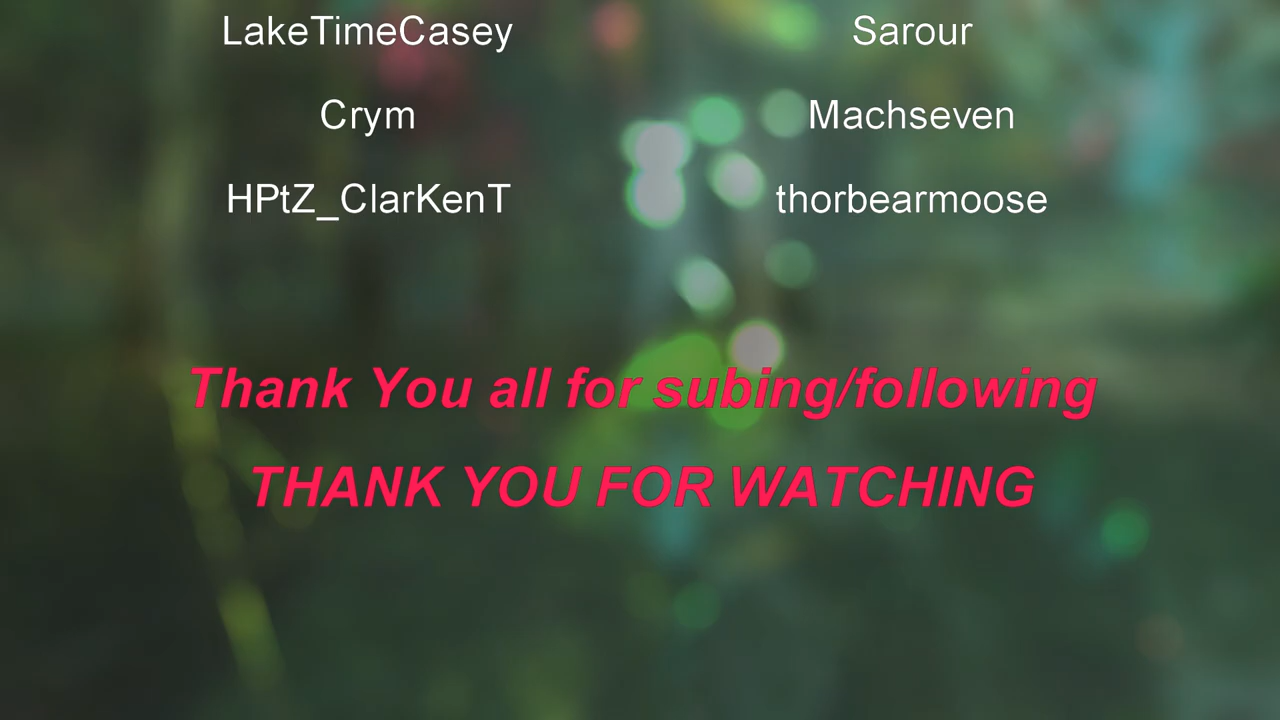 LakeTimeCasey Sarour
Crym Machseven
HPtZ_ClarKenT thorbearmoose
Thank You all for subing/following
THANK YOU FOR WATCHING